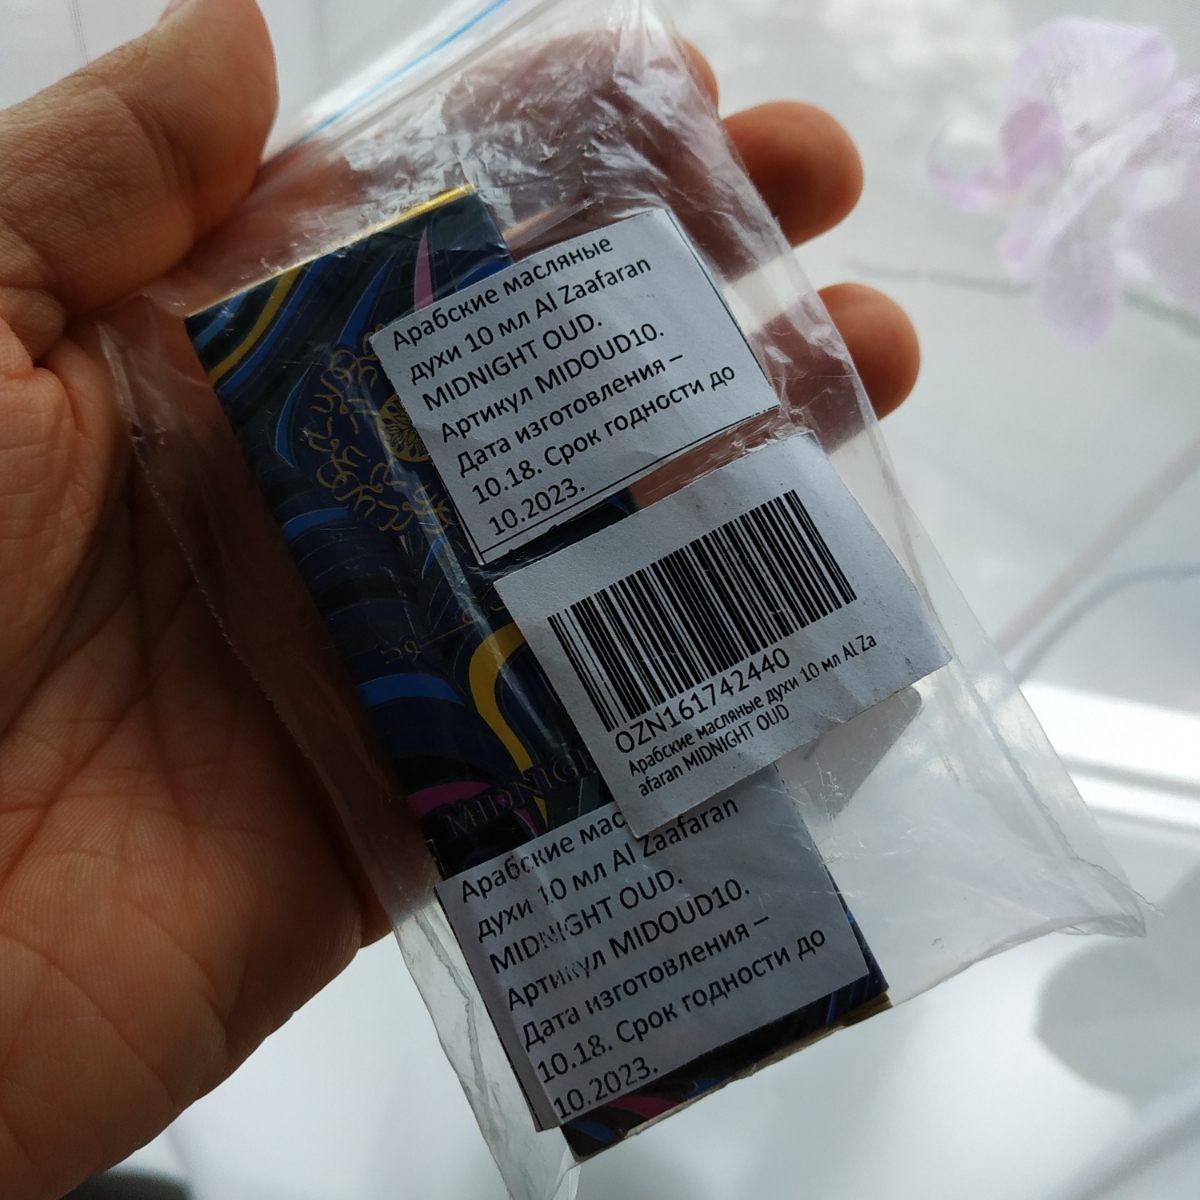 Арабские масляные
духи 10 мл Al Zaafaran
MIDNIGHT OUD.
Артикул MIDOUD10.
Дата изготовления –
10.18. Срок годности до
10.2023.
OZN161742440
Арабские масляные духи 10 мл Al Za
afaran MIDNIGHT OUD
Арабские мас
духи 10 мл Al Zaafaran
MIDNIGHT OUD.
Артикул MIDOUD10.
Дата изготовления –
10.18. Срок годности до
10.2023.